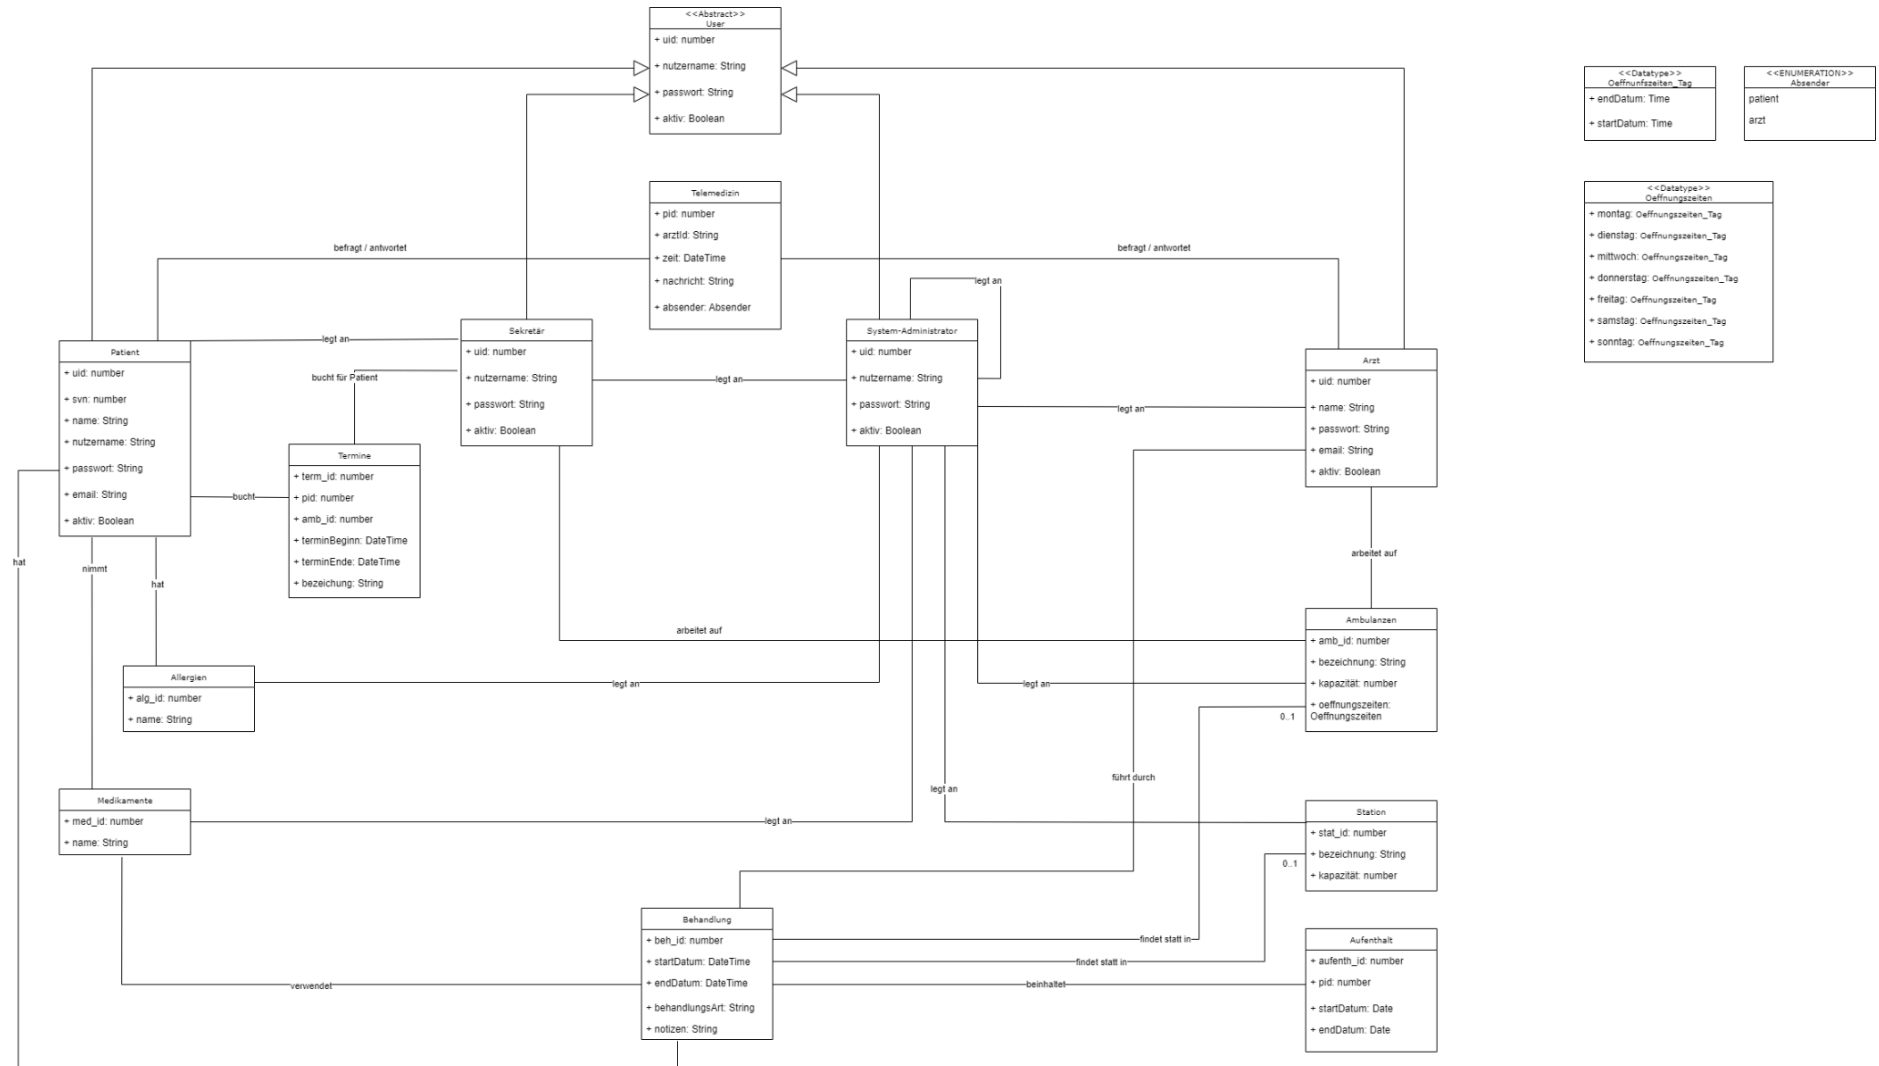 <<Abstract>>
User
+ uid: number
+ nutzername: String
+ passwort: String
+ aktiv: Boolean
<<Datatype>>
Oeffnunfszeiten_Tag
+ endDatum: Time
+ startDatum: Time
<<ENUMERATION>>
Absender
patient
arzt
<<Datatype>>
Oeffnungszeiten
+ montag: Oeffnungszeiten_Tag
+ dienstag: Oeffnungszeiten_Tag
+ mittwoch: Oeffnungszeiten_Tag
+ donnerstag: Oeffnungszeiten_Tag
+ freitag: Oeffnungszeiten_Tag
+ samstag: Oeffnungszeiten_Tag
+ sonntag: Oeffnungszeiten_Tag
Telemedizin
+ pid: number
+ arztId: String
+ zeit: DateTime
+ nachricht: String
+ absender: Absender
befragt / antwortet
befragt / antwortet
legt an
Patient
+ uid: number
+ svn: number
+ name: String
+ nutzername: String
+ passwort: String
+ email: String
+ aktiv: Boolean
legt an
bucht für Patient
Sekretär
+ uid: number
+ nutzername: String
+ passwort: String
+ aktiv: Boolean
legt an
System-Administrator
+ uid: number
+ nutzername: String
+ passwort: String
+ aktiv: Boolean
legt an
Arzt
+ uid: number
+ name: String
+ passwort: String
+ email: String
+ aktiv: Boolean
bucht
Termine
+ term_id: number
+ pid: number
+ amb_id: number
+ terminBeginn: DateTime
+ terminEnde: DateTime
+ bezeichung: String
hat
nimmt
hat
arbeitet auf
arbeitet auf
Ambulanzen
+ amb_id: number
+ bezeichnung: String
+ kapazität: number
+ oeffnungszeiten:
Oeffnungszeiten
Allergien
+ alg_id: number
+ name: String
legt an
legt an
0..1
führt durch
legt an
Medikamente
+ med_id: number
+ name: String
legt an
Station
+ stat_id: number
+ bezeichnung: String
+ kapazität: number
0..1
Behandlung
+ beh_id: number
+ startDatum: DateTime
+ endDatum: DateTime
+ behandlungsArt: String
+ notizen: String
findet statt in
findet statt in
beinhaltet
verwendet
Aufenthalt
+ aufenth_id: number
+ pid: number
+ startDatum: Date
+ endDatum: Date